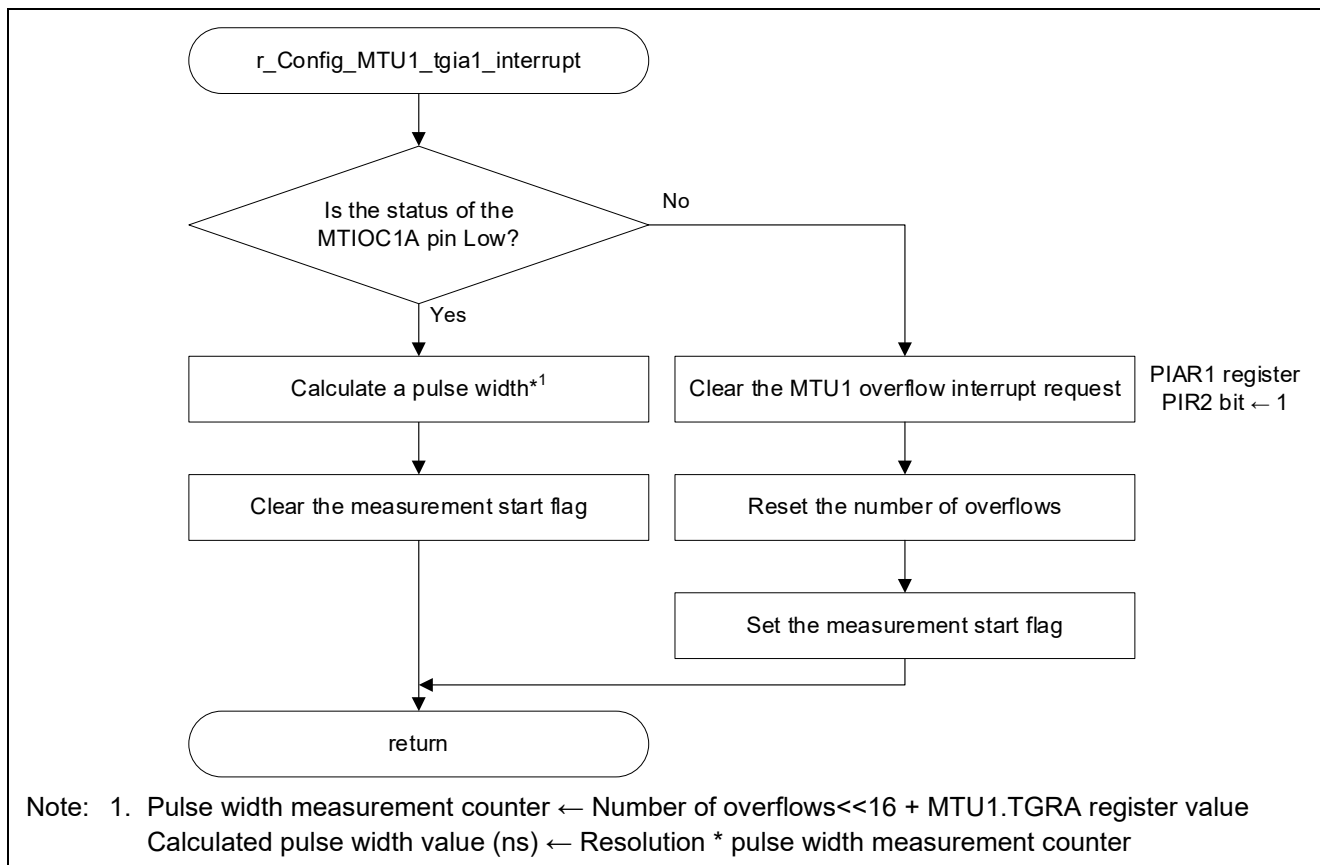 r_Config_MTU1_tgia1_interrupt
Is the status of the
MTIOC1A pin Low?
No
Yes
Calculate a pulse width*1
Clear the MTU1 overflow interrupt request
PIAR1 register
PIR2 bit ← 1
Clear the measurement start flag
Reset the number of overflows
Set the measurement start flag
return
Note: 1. Pulse width measurement counter ← Number of overflows<<16 + MTU1.TGRA register value
Calculated pulse width value (ns) ← Resolution * pulse width measurement counter